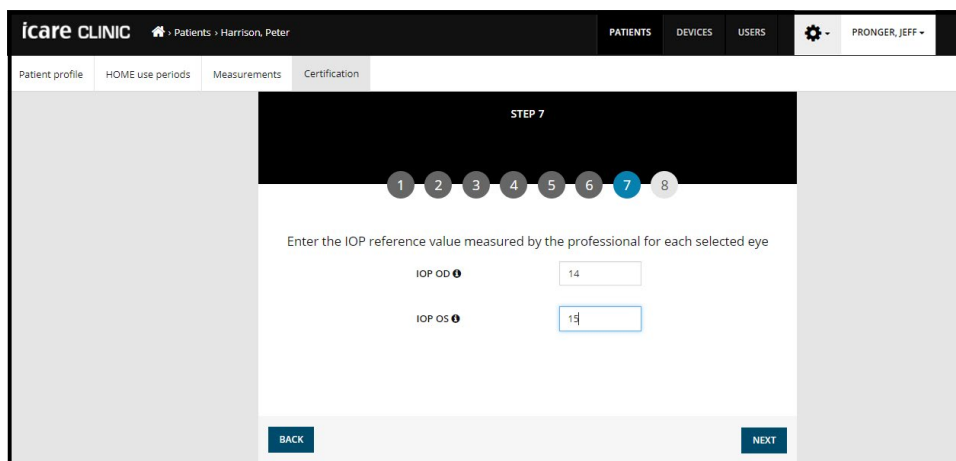 icare CLINIC › Patients › Harrison, Peter PATIENTS DEVICES USERS PRONGER, JEFF
Patient profile HOME use periods Measurements Certification
STEP 7
1 2 3 4 5 6 7 8
Enter the IOP reference value measured by the professional for each selected eye
IOP OD 14
IOP OS 15
BACK NEXT